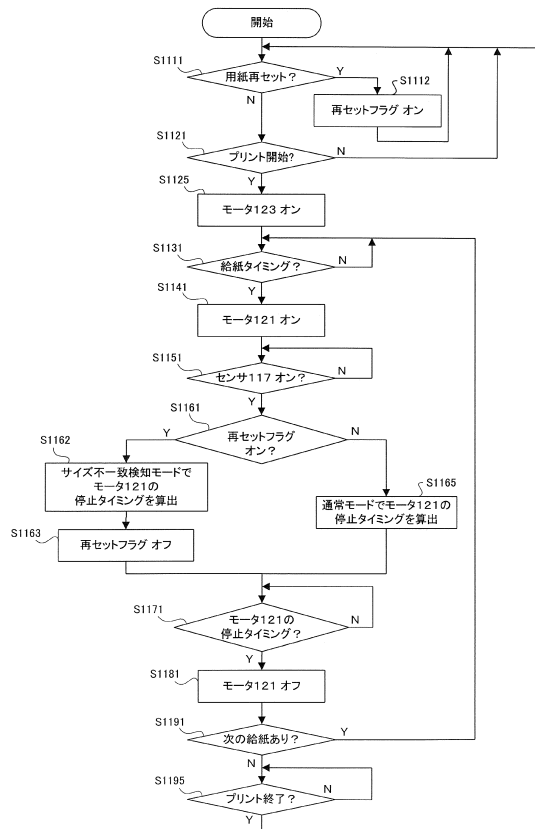 開始
S1111
用紙再セット？
Y
N
S1112
再セットフラグ オン
S1121
プリント開始?
N
Y
S1125
モータ１２３ オン
S1131
給紙タイミング？
N
Y
S1141
モータ１２１ オン
S1151
センサ１１７ オン？
N
Y
S1161
再セットフラグ
オン？
Y
N
S1162
サイズ不一致検知モードで
モータ１２１の
停止タイミングを算出
S1165
通常モードでモータ１２１の
停止タイミングを算出
S1163
再セットフラグ オフ
S1171
モータ１２１の
停止タイミング？
N
Y
S1181
モータ１２１ オフ
S1191
次の給紙あり？
Y
N
S1195
プリント終了？
N
Y